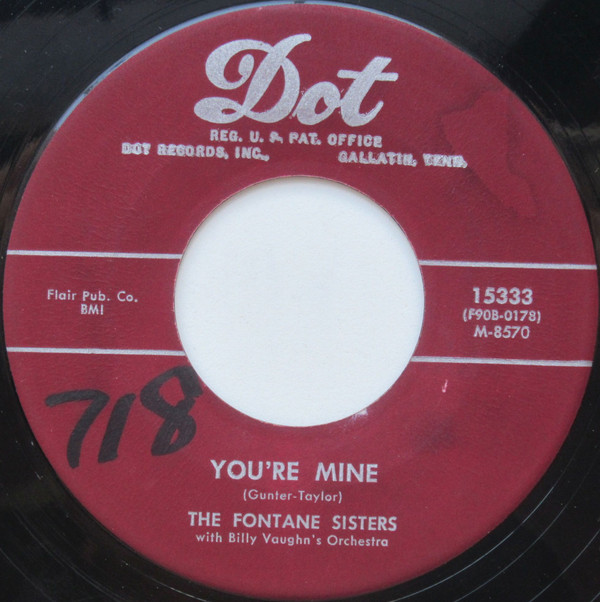 Dot
REG. U. S. PAT. OFFICE
DOT RECORDS, INC., GALLATIN, TENN.
Flair Pub. Co.
BMI
15333
(F90B-0178)
M-8570
718
YOU'RE MINE
(Gunter-Taylor)
THE FONTANE SISTERS
with Billy Vaughn's Orchestra